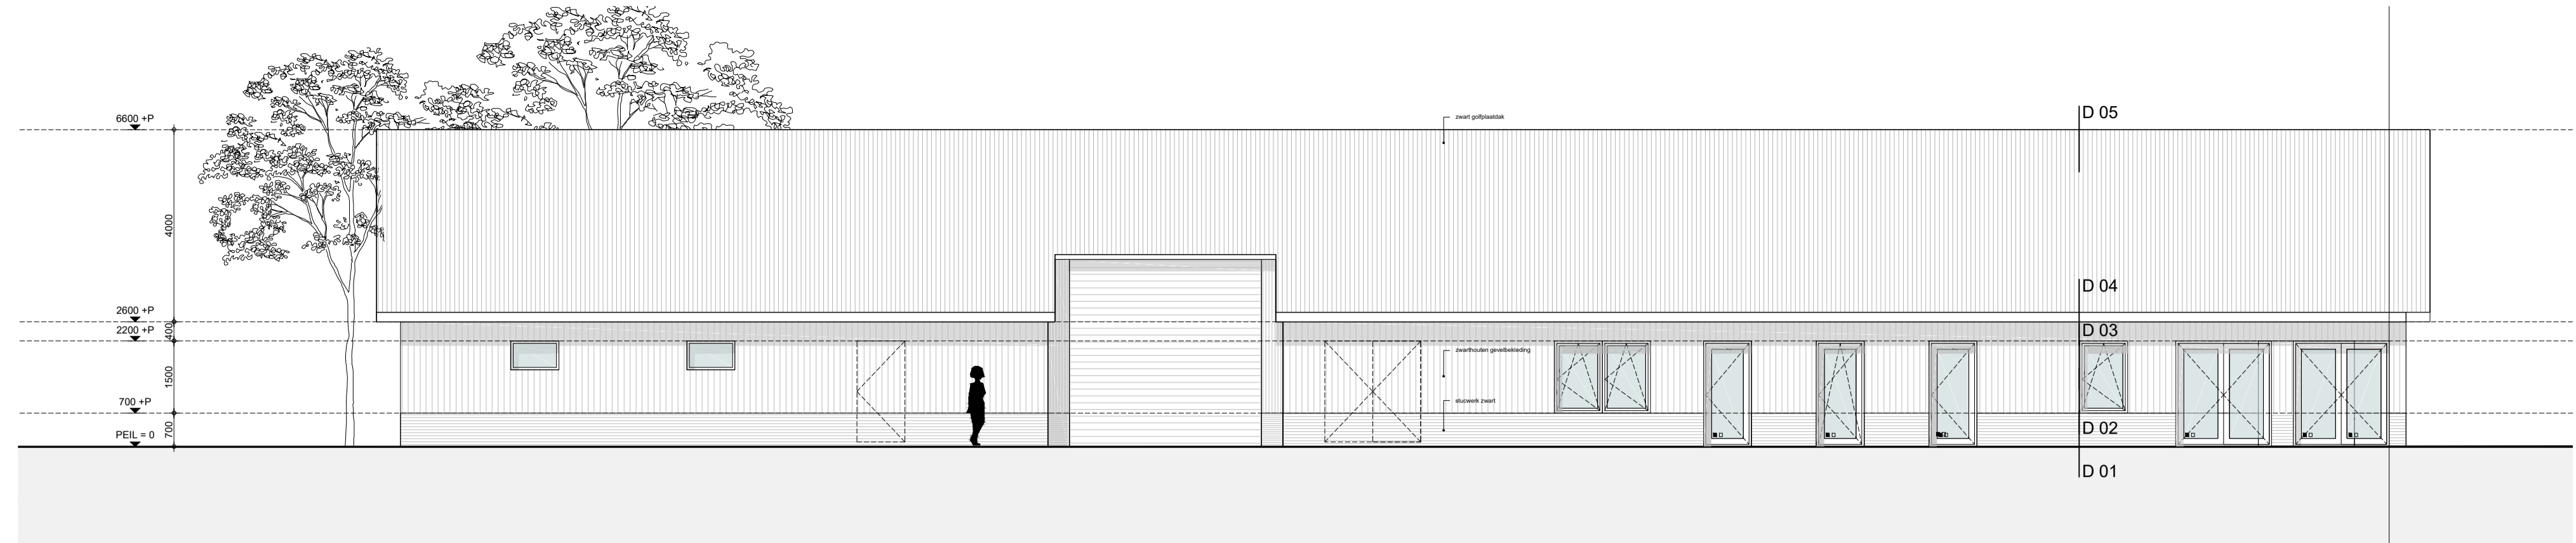 6600 +P
zwart golfplaatdak
D 05
4000
D 04
2600 +P
2200 +P
400
D 03
zwarthouten gevelbekleding
1500
stucwerk zwart
700 +P
700
D 02
PEIL = 0
D 01